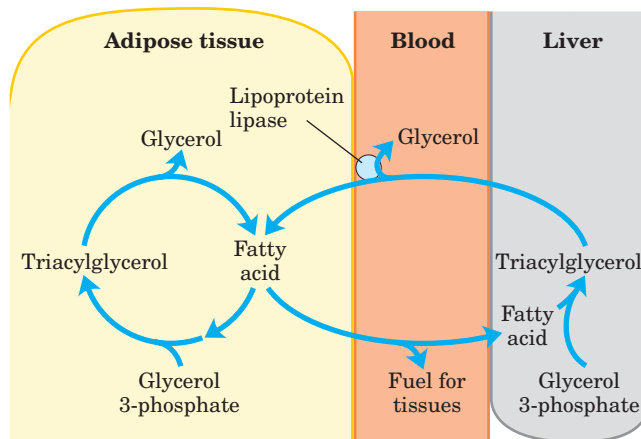 Adipose tissue
Blood
Liver
Lipoprotein
lipase
Glycerol
Glycerol
Triacylglycerol
Fatty
acid
Triacylglycerol
Fatty
acid
Glycerol
3-phosphate
Fuel for
tissues
Glycerol
3-phosphate